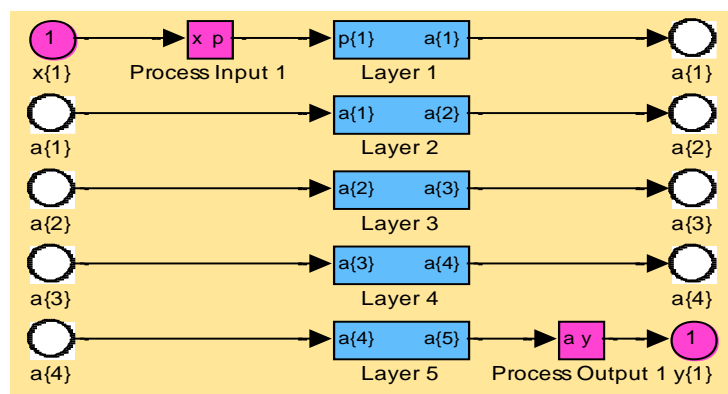 1 x p p{1} a{1}
x{1} Process Input 1 Layer 1 a{1}
a{1} a{2}
a{1} Layer 2 a{2}
a{2} a{3}
a{2} Layer 3 a{3}
a{3} a{4}
a{3} Layer 4 a{4}
a{4} a{5} a y 1
a{4} Layer 5 Process Output 1 y{1}